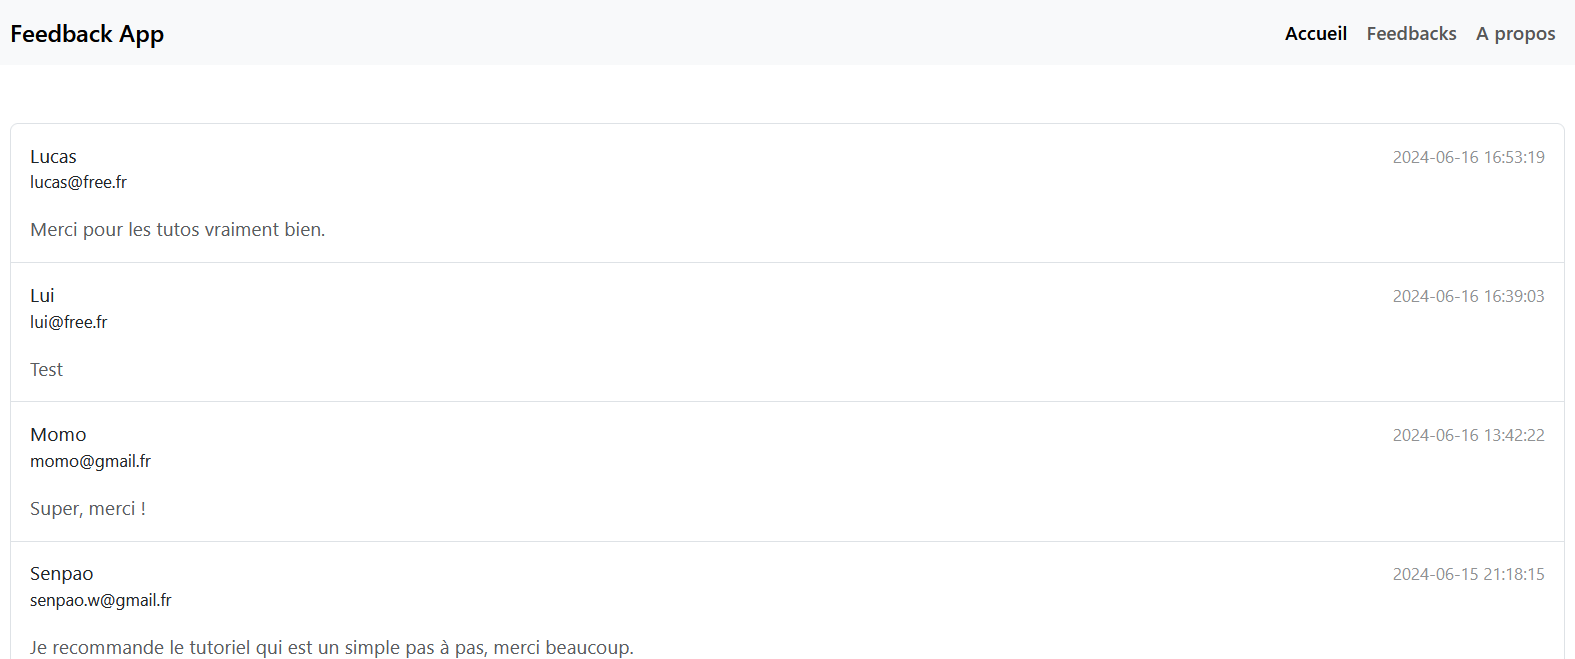 Feedback App
Accueil Feedbacks A propos
Lucas 2024-06-16 16:53:19
lucas@free.fr
Merci pour les tutos vraiment bien.
Lui 2024-06-16 16:39:03
lui@free.fr
Test
Momo 2024-06-16 13:42:22
momo@gmail.fr
Super, merci !
Senpao 2024-06-15 21:18:15
senpao.w@gmail.fr
Je recommande le tutoriel qui est un simple pas à pas, merci beaucoup.